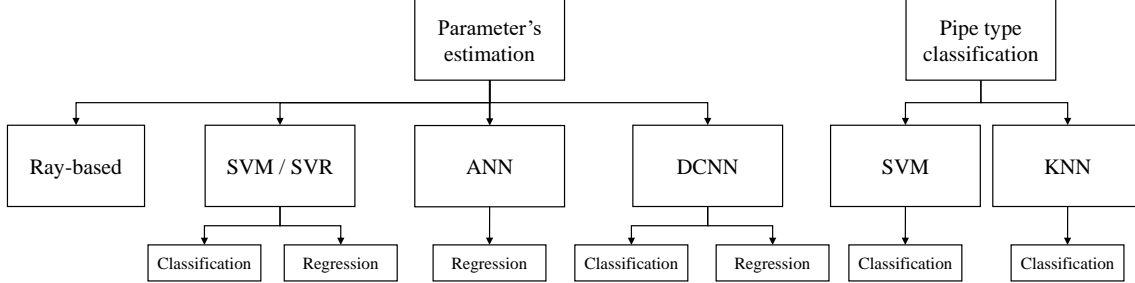 Parameter's
estimation
Pipe type
classification
Ray-based
SVM / SVR
ANN
DCNN
SVM
KNN
Classification
Regression
Regression
Classification
Regression
Classification
Classification